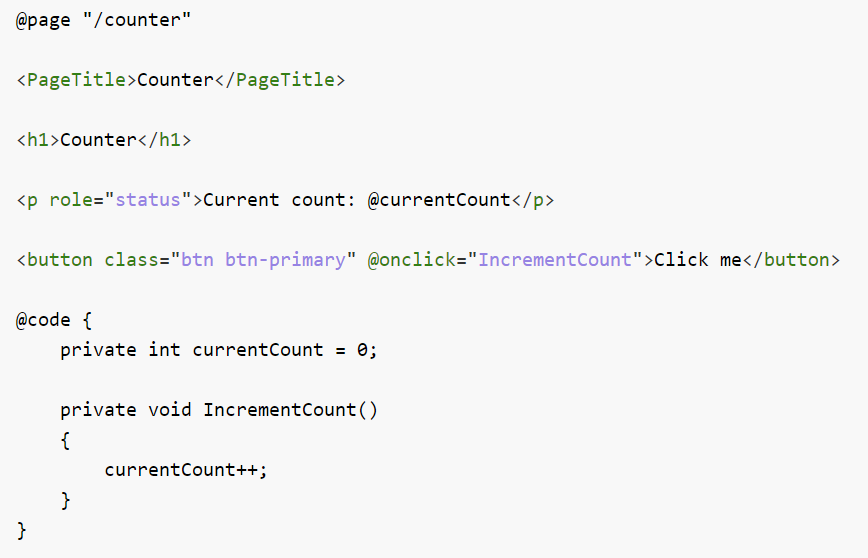 @page "/counter"
<PageTitle>Counter</PageTitle>
<h1>Counter</h1>
<p role="status">Current count: @currentCount</p>
<button class="btn btn-primary" @onclick="IncrementCount">Click me</button>
@code {
    private int currentCount = 0;
    private void IncrementCount()
    {
        currentCount++;
    }
}